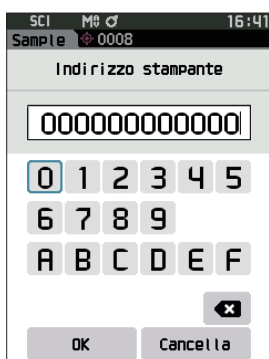 SCI M0 16:41
Sample 0008
Indirizzo stampante
000000000000
0 1 2 3 4 5
6 7 8 9
A B C D E F
OK Cancella